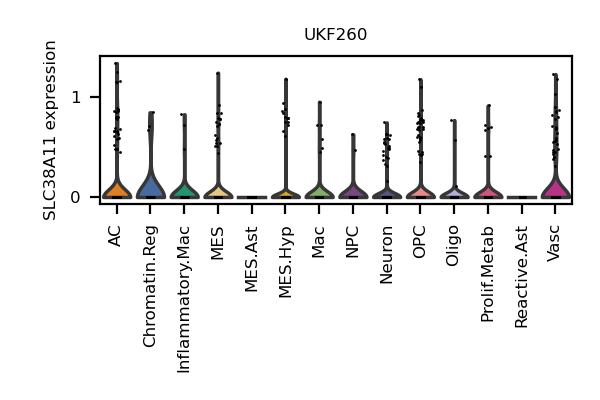 UKF260
SLC38A11 expression
1
0
AC
Chromatin.Reg
Inflammatory.Mac
MES
MES.Ast
MES.Hyp
Mac
NPC
Neuron
OPC
Oligo
Prolif.Metab
Reactive.Ast
Vasc